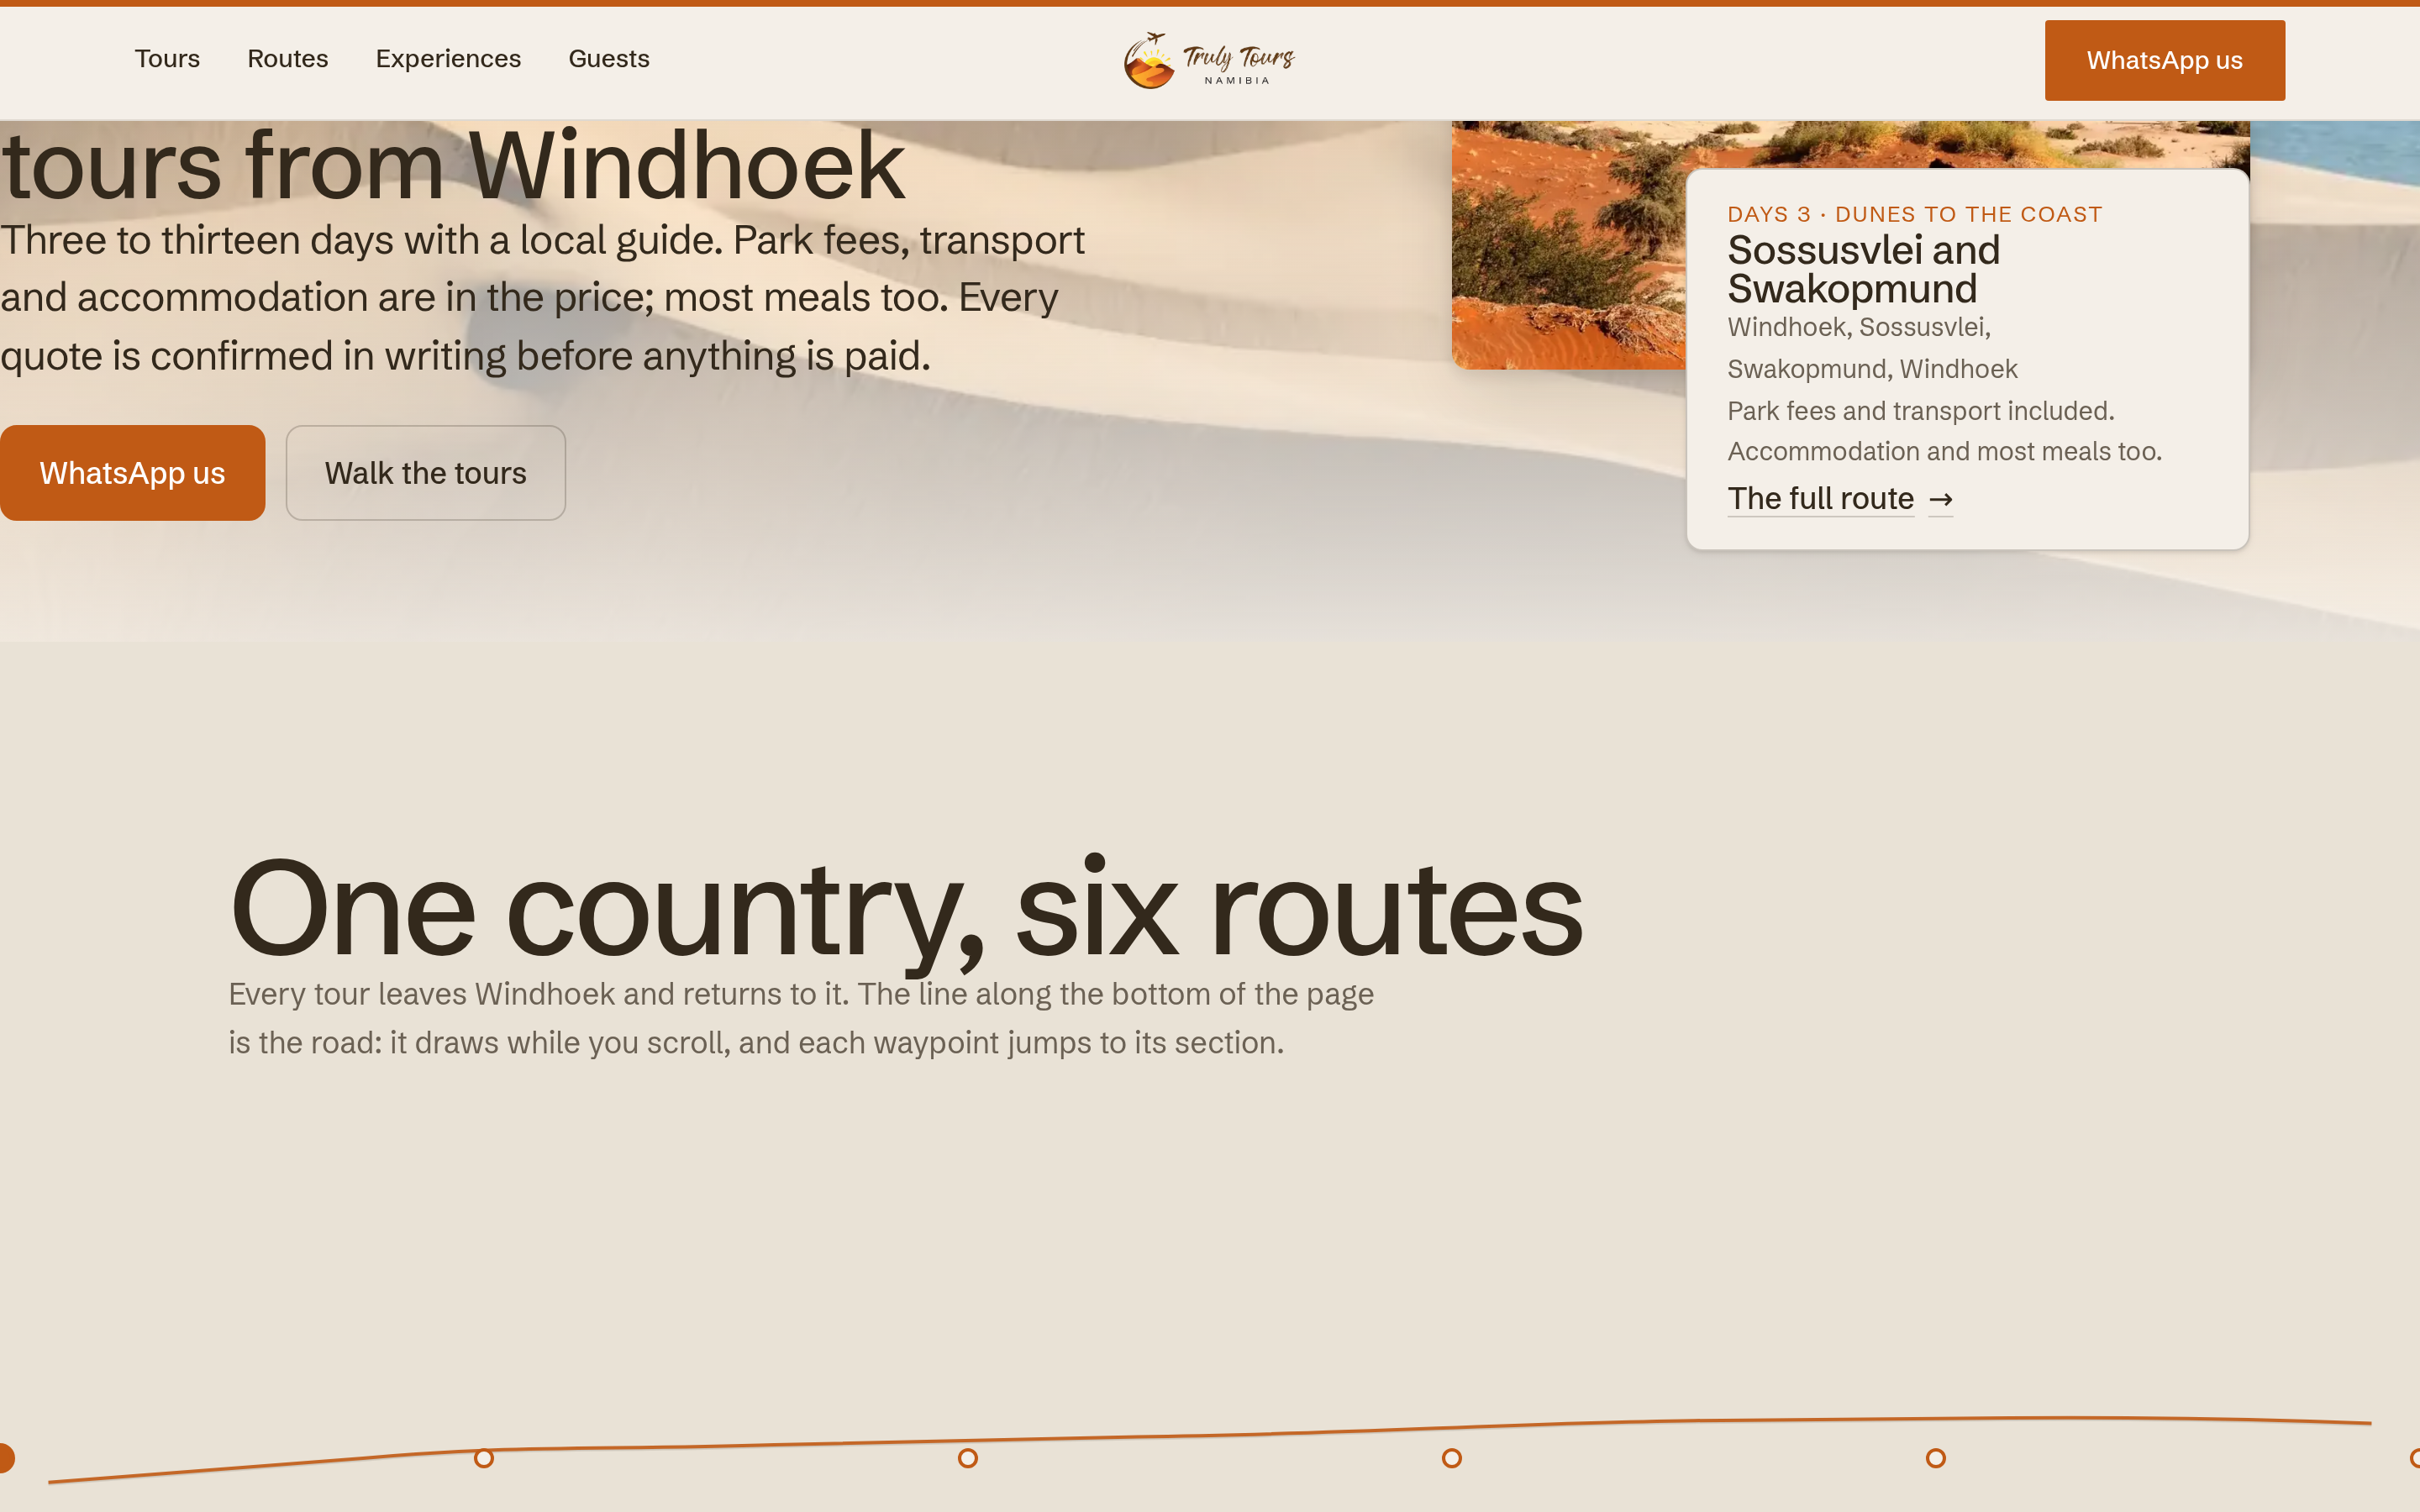 Tours Routes Experiences Guests
Truly Tours
NAMIBIA
WhatsApp us
tours from Windhoek
Three to thirteen days with a local guide. Park fees, transport
and accommodation are in the price; most meals too. Every
quote is confirmed in writing before anything is paid.
WhatsApp us
Walk the tours
DAYS 3 · DUNES TO THE COAST
Sossusvlei and
Swakopmund
Windhoek, Sossusvlei,
Swakopmund, Windhoek
Park fees and transport included.
Accommodation and most meals too.
The full route →
One country, six routes
Every tour leaves Windhoek and returns to it. The line along the bottom of the page
is the road: it draws while you scroll, and each waypoint jumps to its section.